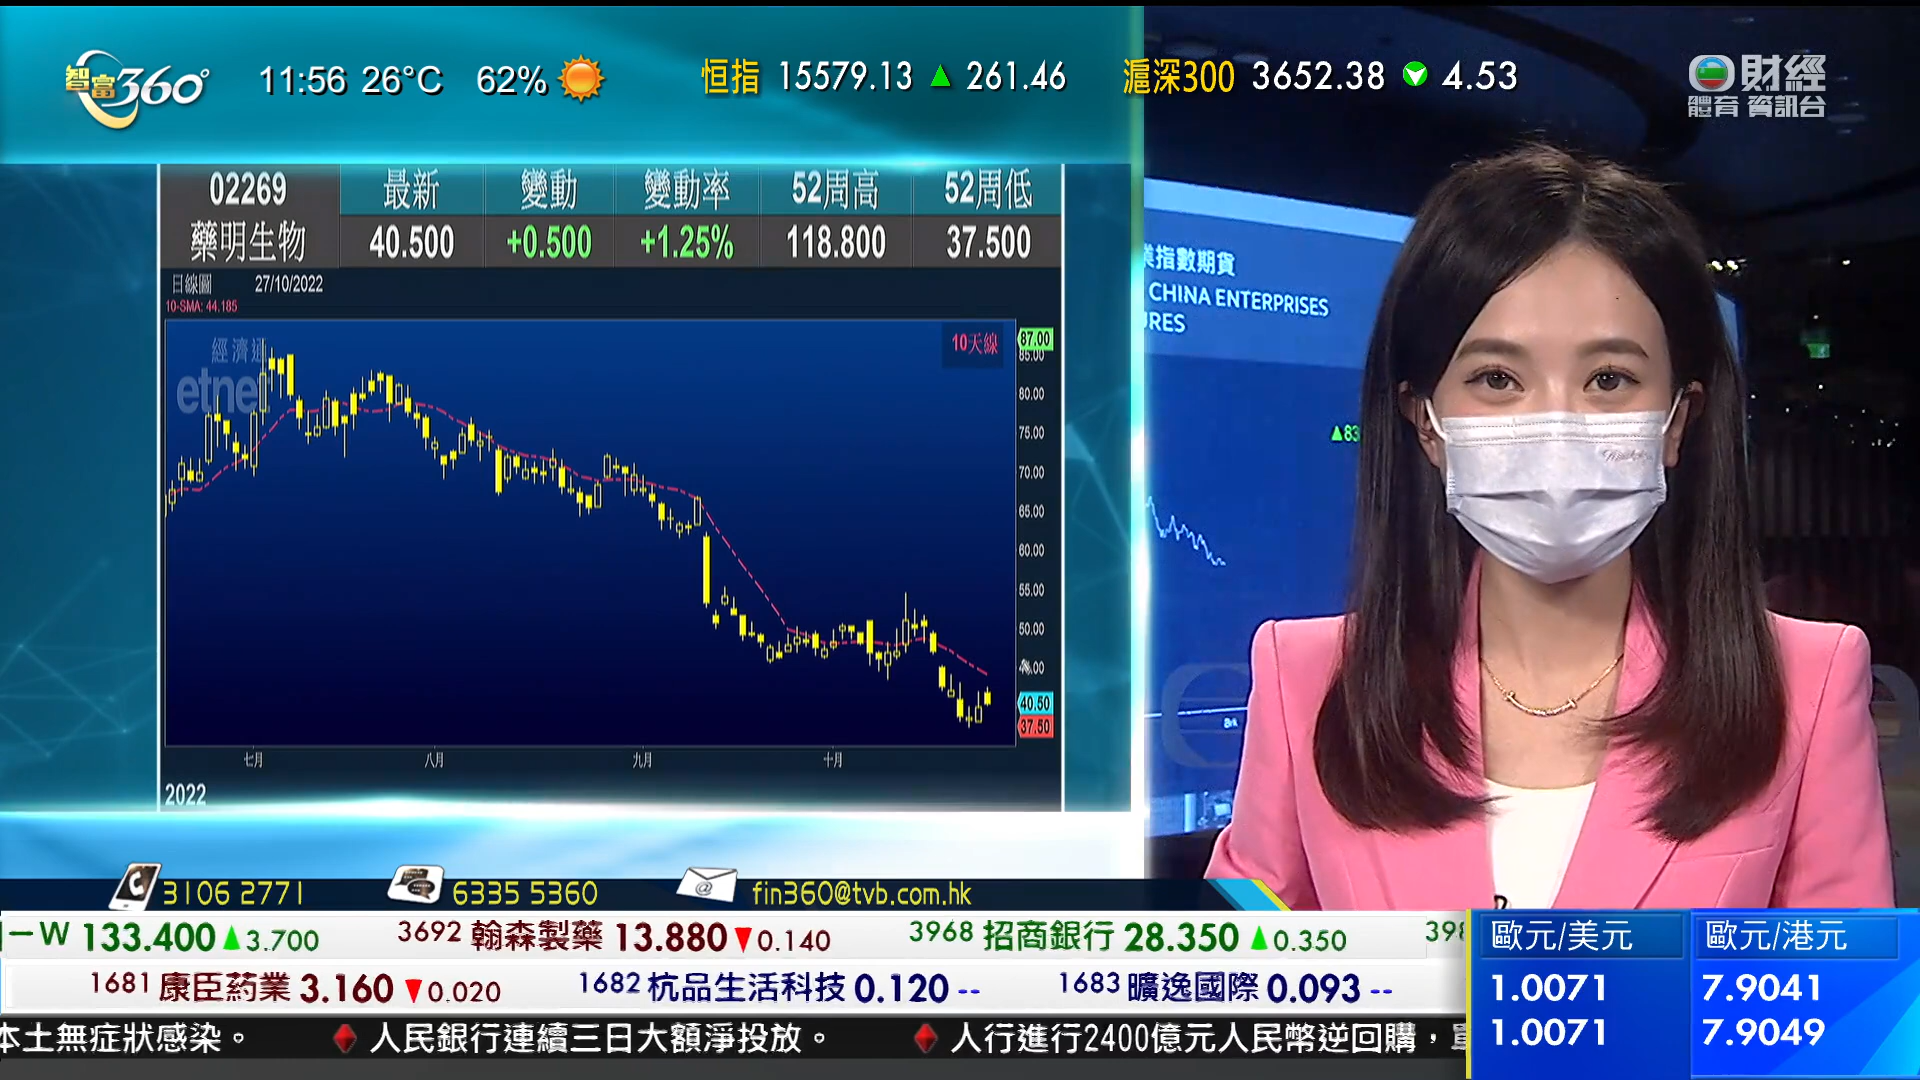 智富360°
11:56 26°C 62%
恒指 15579.13 ▲ 261.46
滬深300 3652.38 ▼ 4.53
財經
體育 資訊台
02269 最新 變動 變動率 52周高 52周低
藥明生物 40.500 +0.500 +1.25% 118.800 37.500
日線圖 27/10/2022
10-SMA: 44.185
經濟通
etnet
10天線
87.00
85.00
80.00
75.00
70.00
65.00
60.00
55.00
50.00
40.50
37.50
七月 八月 九月 十月
2022
指數期貨
CHINA ENTERPRISES
URES
▲83
3106 2771 6335 5360 fin360@tvb.com.hk
-W 133.400 ▲3.700 3692 翰森製藥 13.880 ▼0.140 3968 招商銀行 28.350 ▲0.350 398
1681 康臣葯業 3.160 ▼0.020 1682 杭品生活科技 0.120 -- 1683 曠逸國際 0.093 --
本土無症狀感染。 ♦ 人民銀行連續三日大額淨投放。 ♦ 人行進行2400億元人民幣逆回購，
歐元/美元 歐元/港元
1.0071 7.9041
1.0071 7.9049